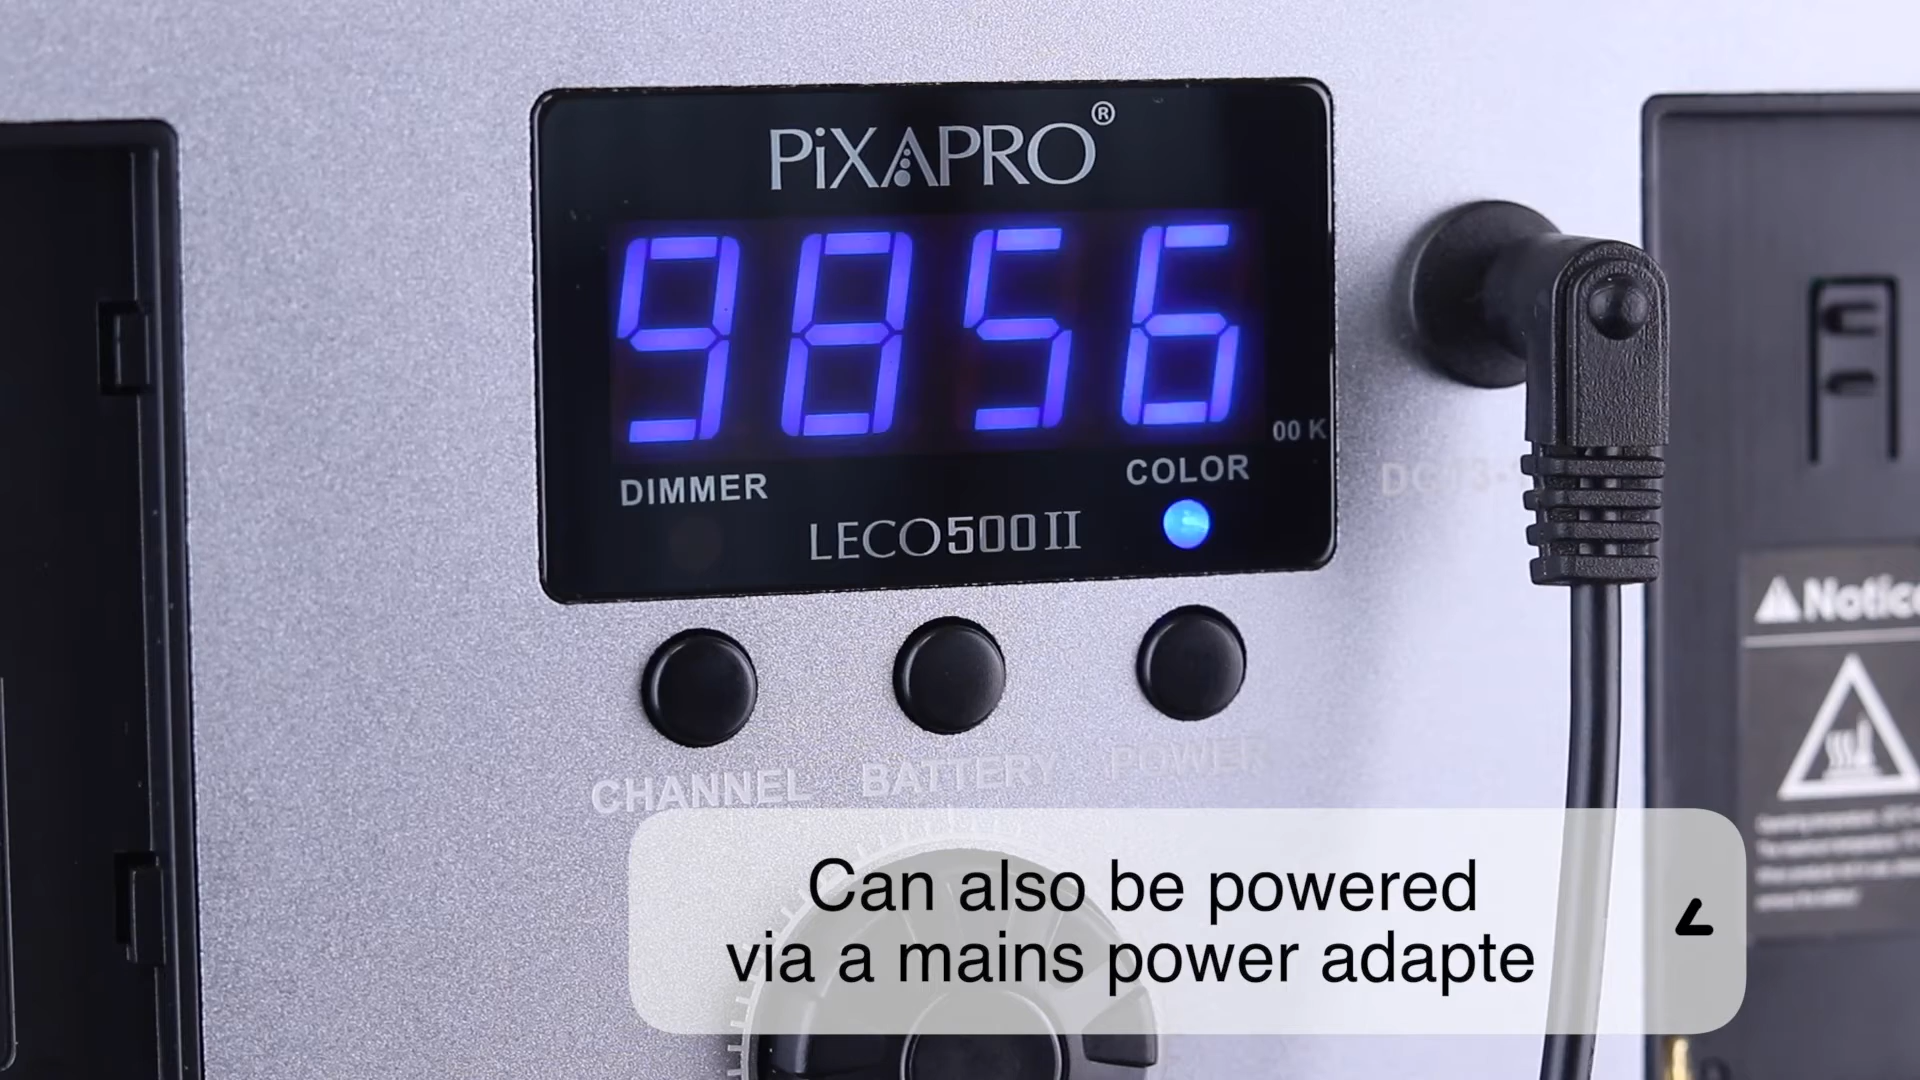 PiXAPRO®
9856
00 K
DIMMER
COLOR
LECO500II
CHANNEL
BATTERY
POWER
Notice
Can also be powered
via a mains power adapte